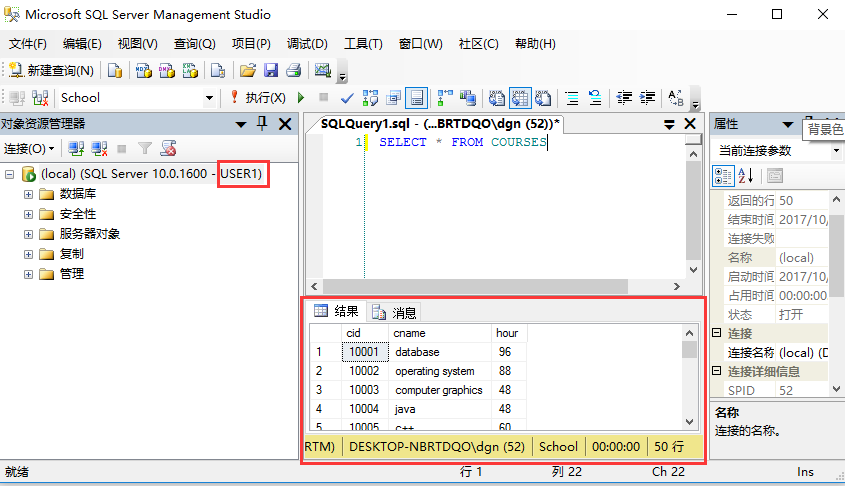 Microsoft SQL Server Management Studio
文件(F) 编辑(E) 视图(V) 查询(Q) 项目(P) 调试(D) 工具(T) 窗口(W) 社区(C) 帮助(H)
新建查询(N)
School 执行(X)
对象资源管理器
连接(O)
(local) (SQL Server 10.0.1600 - USER1)
数据库
安全性
服务器对象
复制
管理
SQLQuery1.sql - (...BRTDQO\dgn (52))*
1 SELECT * FROM COURSES
结果 消息
cid cname hour
1 10001 database 96
2 10002 operating system 88
3 10003 computer graphics 48
4 10004 java 48
5 10005 c++ 60
RTM) DESKTOP-NBRTDQO\dgn (52) School 00:00:00 50 行
属性
背景色
当前连接参数
返回的行 50
结束时间 2017/10/
连接失败
名称 (local)
启动时间 2017/10/
占用时间 00:00:00
状态 打开
连接
连接名称 (local) (D
连接详细信息
SPID 52
名称
连接的名称。
就绪 行 1 列 22 Ch 22 Ins